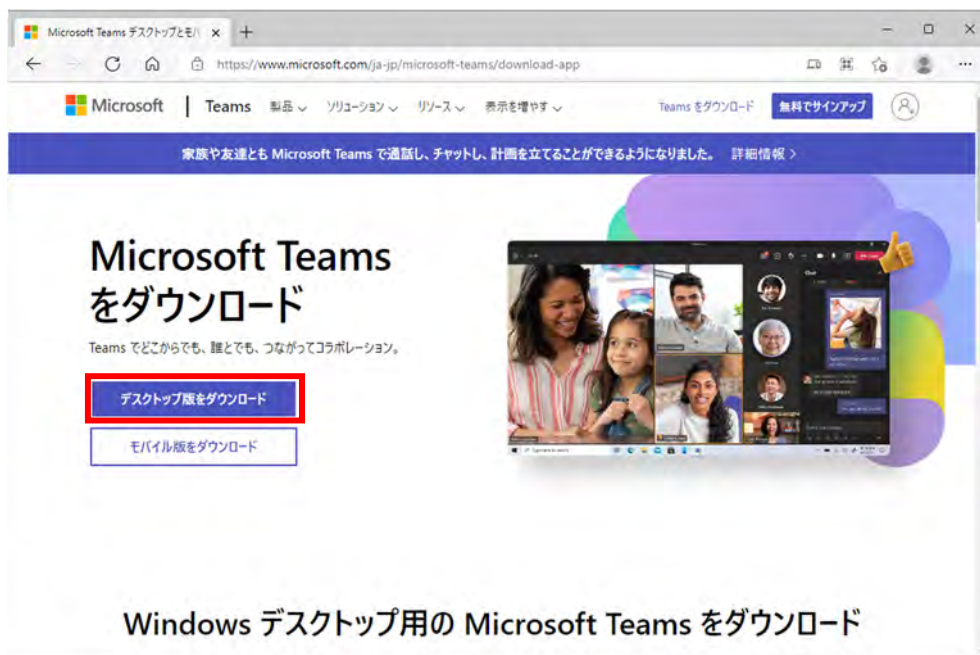 Microsoft Teams デスクトップとモバ
https://www.microsoft.com/ja-jp/microsoft-teams/download-app
Microsoft Teams 製品 ソリューション リソース 表示を増やす Teams をダウンロード 無料でサインアップ
家族や友達とも Microsoft Teams で通話し、チャットし、計画を立てることができるようになりました。 詳細情報
Microsoft Teams
をダウンロード
Teams でどこからでも、誰とでも、つながってコラボレーション。
デスクトップ版をダウンロード
モバイル版をダウンロード
Chat
Windows デスクトップ用の Microsoft Teams をダウンロード